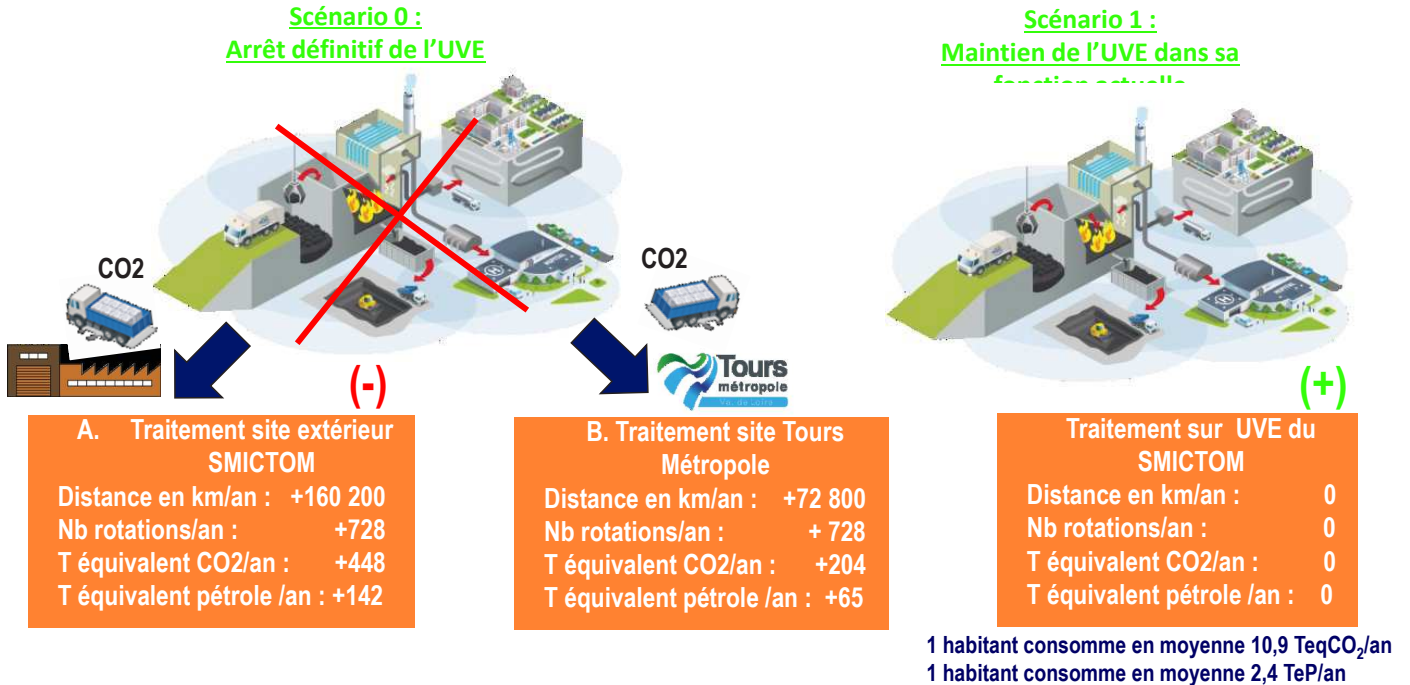 Scénario 0 :
Arrêt définitif de l'UVE
Scénario 1 :
Maintien de l'UVE dans sa
fonction actuelle
CO2
CO2
(-)
Tours
métropole
Val de Loire
(+)
A. Traitement site extérieur
SMICTOM
Distance en km/an : +160 200
Nb rotations/an : +728
T équivalent CO2/an : +448
T équivalent pétrole /an : +142
B. Traitement site Tours
Métropole
Distance en km/an : +72 800
Nb rotations/an : + 728
T équivalent CO2/an : +204
T équivalent pétrole /an : +65
Traitement sur UVE du
SMICTOM
Distance en km/an : 0
Nb rotations/an : 0
T équivalent CO2/an : 0
T équivalent pétrole /an : 0
1 habitant consomme en moyenne 10,9 TeqCO₂/an
1 habitant consomme en moyenne 2,4 TeP/an